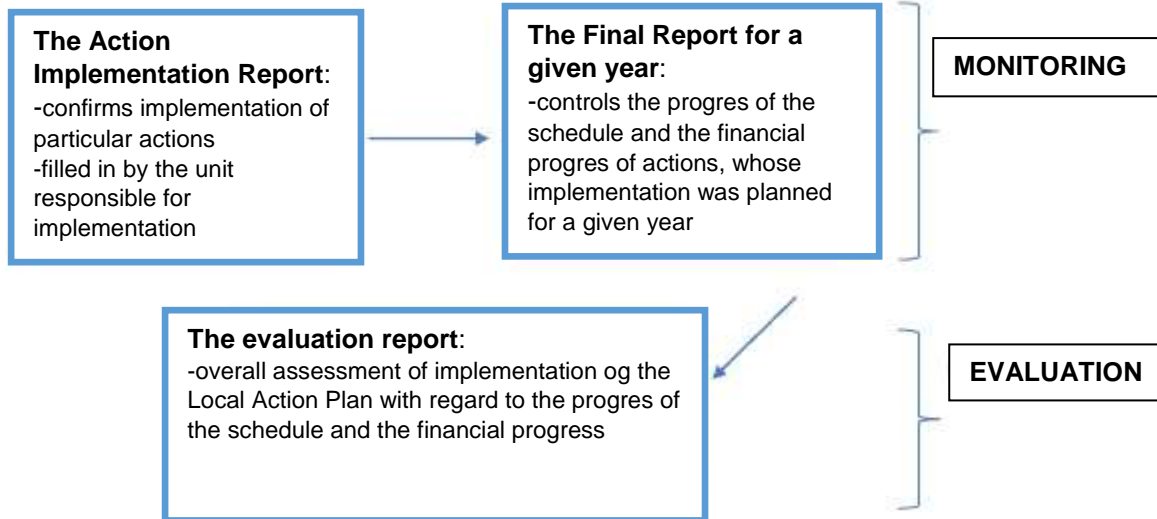 The Action
Implementation Report:
-confirms implementation of
particular actions
-filled in by the unit
responsible for
implementation
The Final Report for a
given year:
-controls the progres of the
schedule and the financial
progres of actions, whose
implementation was planned
for a given year
MONITORING
The evaluation report:
-overall assessment of implementation og the
Local Action Plan with regard to the progres of
the schedule and the financial progress
EVALUATION